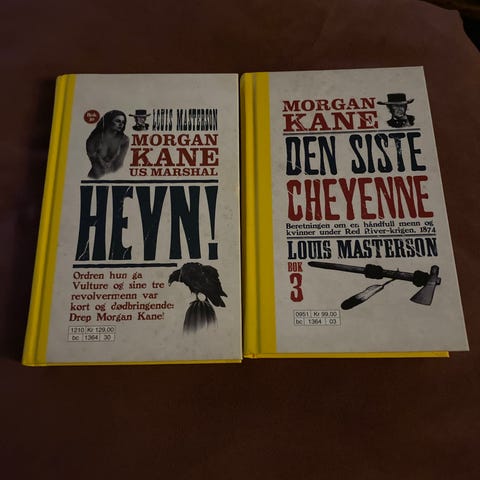 Bok
30
LOUIS MASTERSON
MORGAN
KANE
US MARSHAL
HEVN!
Ordren hun ga
Vulture og sine tre
revolvermenn var
kort og dødbringende:
Drep Morgan Kane!
1210 Kr 129,00
bc 1364 30
MORGAN
KANE
DEN SISTE
CHEYENNE
Beretningen om en håndfull menn og
kvinner under Red River-krigen, 1874
LOUIS MASTERSON
BOK
3
0951 Kr 99,00
bc 1364 03